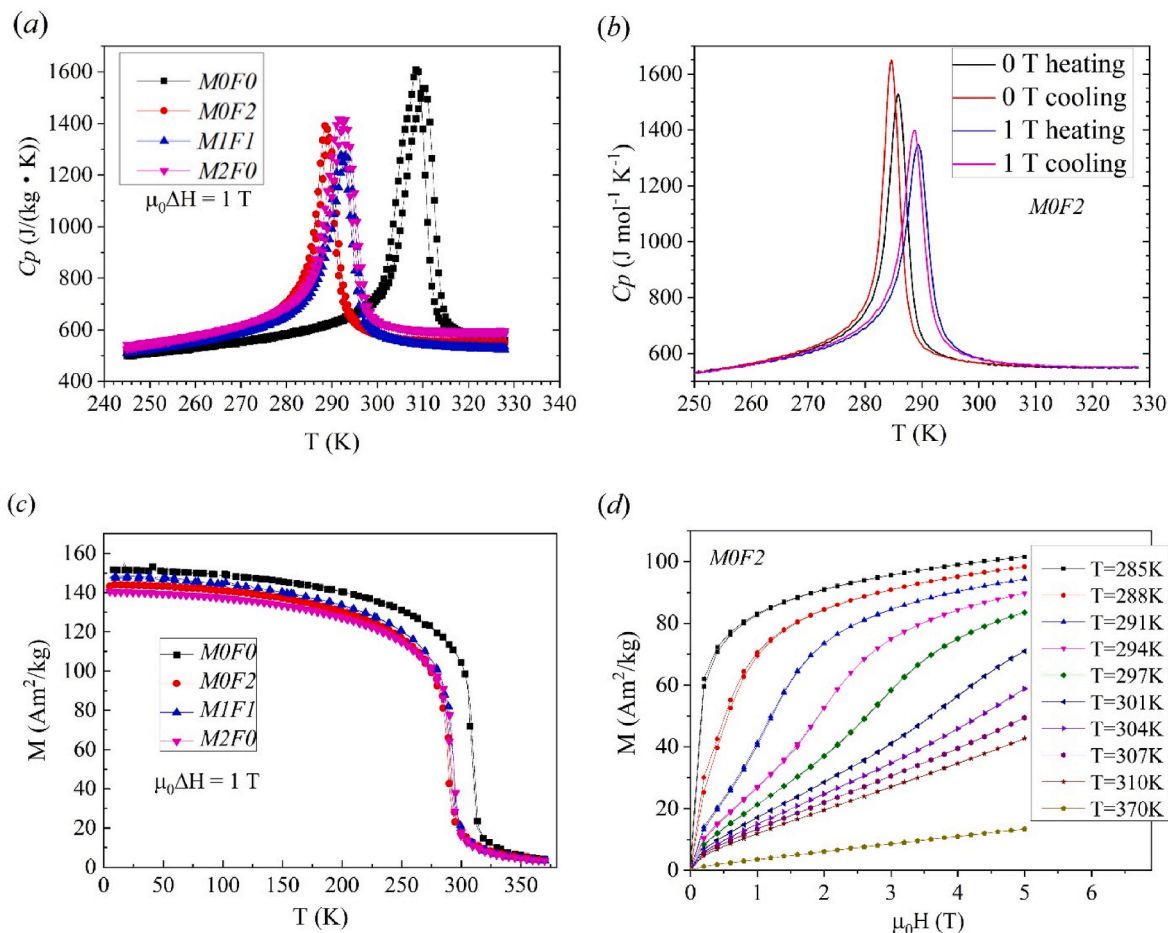 (a)
1600
1400
1200
1000
800
600
400
Cp (J/(kg • K))
M0F0
M0F2
M1F1
M2F0
μ₀ΔH = 1 T
240 250 260 270 280 290 300 310 320 330 340
T (K)
(b)
1600
1400
1200
1000
800
600
Cp (J mol⁻¹ K⁻¹)
0 T heating
0 T cooling
1 T heating
1 T cooling
M0F2
250 260 270 280 290 300 310 320 330
T (K)
(c)
160
140
120
100
80
60
40
20
0
M (Am²/kg)
M0F0
M0F2
M1F1
M2F0
μ₀ΔH = 1 T
0 50 100 150 200 250 300 350
T (K)
(d)
100
80
60
40
20
0
M (Am²/kg)
M0F2
T=285K
T=288K
T=291K
T=294K
T=297K
T=301K
T=304K
T=307K
T=310K
T=370K
0 1 2 3 4 5 6
μ₀H (T)